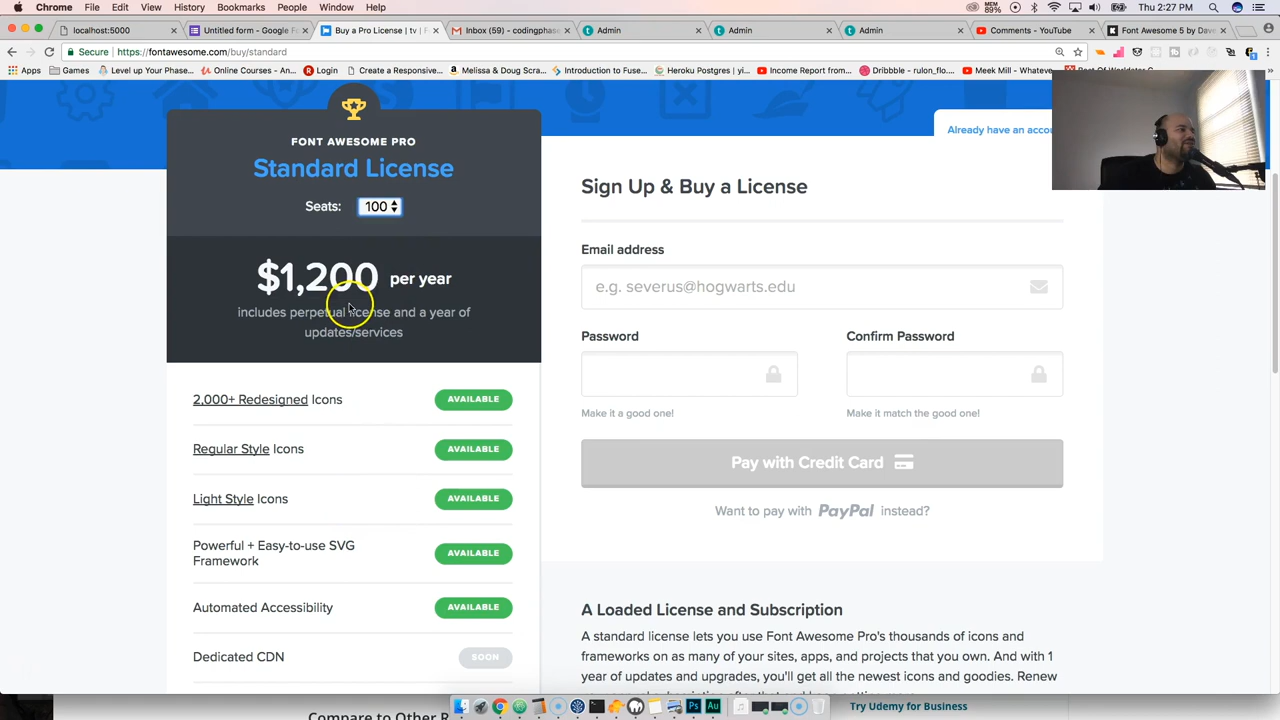 Chrome File Edit View History Bookmarks People Window Help
MEM 89% Thu 2:27 PM
localhost:5000
Untitled form - Google F
Buy a Pro License | tv | F
Inbox (59) - codingphase
Admin
Admin
Admin
Comments - YouTube
Font Awesome 5 by Dave
Secure https://fontawesome.com/buy/standard
Apps
Games
Level up Your Phase...
Online Courses - An...
Login
Create a Responsive...
Melissa & Doug Scra...
Introduction to Fuse...
Heroku Postgres | yi...
Income Report from...
Dribbble - rulon_flo...
Meek Mill - Whateve
FONT AWESOME PRO
Standard License
Seats: 100
$1,200 per year
includes perpetual license and a year of
updates/services
2,000+ Redesigned Icons AVAILABLE
Regular Style Icons AVAILABLE
Light Style Icons AVAILABLE
Powerful + Easy-to-use SVG
Framework AVAILABLE
Automated Accessibility AVAILABLE
Dedicated CDN SOON
Already have an accou
Sign Up & Buy a License
Email address
e.g. severus@hogwarts.edu
Password
Confirm Password
Make it a good one!
Make it match the good one!
Pay with Credit Card
Want to pay with PayPal instead?
A Loaded License and Subscription
A standard license lets you use Font Awesome Pro's thousands of icons and
frameworks on as many of your sites, apps, and projects that you own. And with 1
year of updates and upgrades, you'll get all the newest icons and goodies. Renew
Compare to Other R
Try Udemy for Business